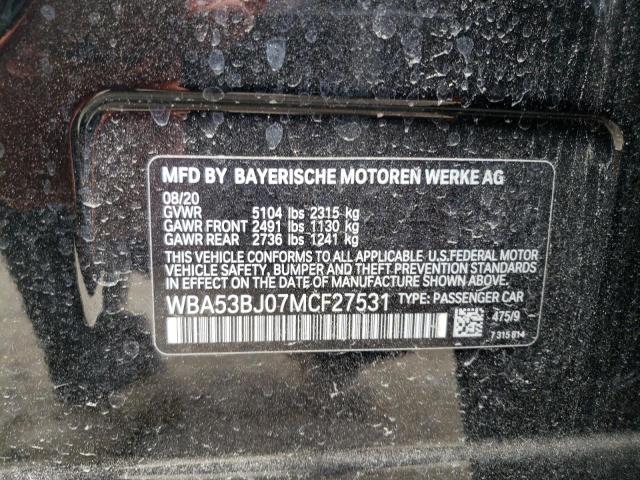 MFD BY BAYERISCHE MOTOREN WERKE AG
08/20
GVWR 5104 lbs 2315 kg
GAWR FRONT 2491 lbs 1130 kg
GAWR REAR 2736 lbs 1241 kg
THIS VEHICLE CONFORMS TO ALL APPLICABLE U.S.FEDERAL MOTOR
VEHICLE SAFETY, BUMPER AND THEFT PREVENTION STANDARDS
IN EFFECT ON THE DATE OF MANUFACTURE SHOWN ABOVE.
WBA53BJ07MCF27531 TYPE: PASSENGER CAR
475/9
7 315 814